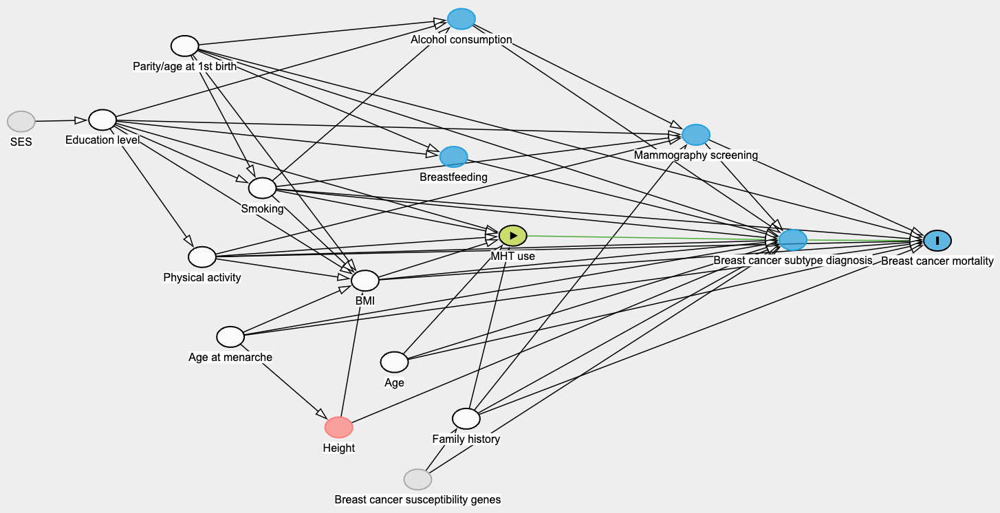 Alcohol consumption
Parity/age at 1st birth
SES
Education level
Mammography screening
Breastfeeding
Smoking
MHT use
Breast cancer subtype diagnosis
Breast cancer mortality
Physical activity
BMI
Age at menarche
Age
Family history
Height
Breast cancer susceptibility genes